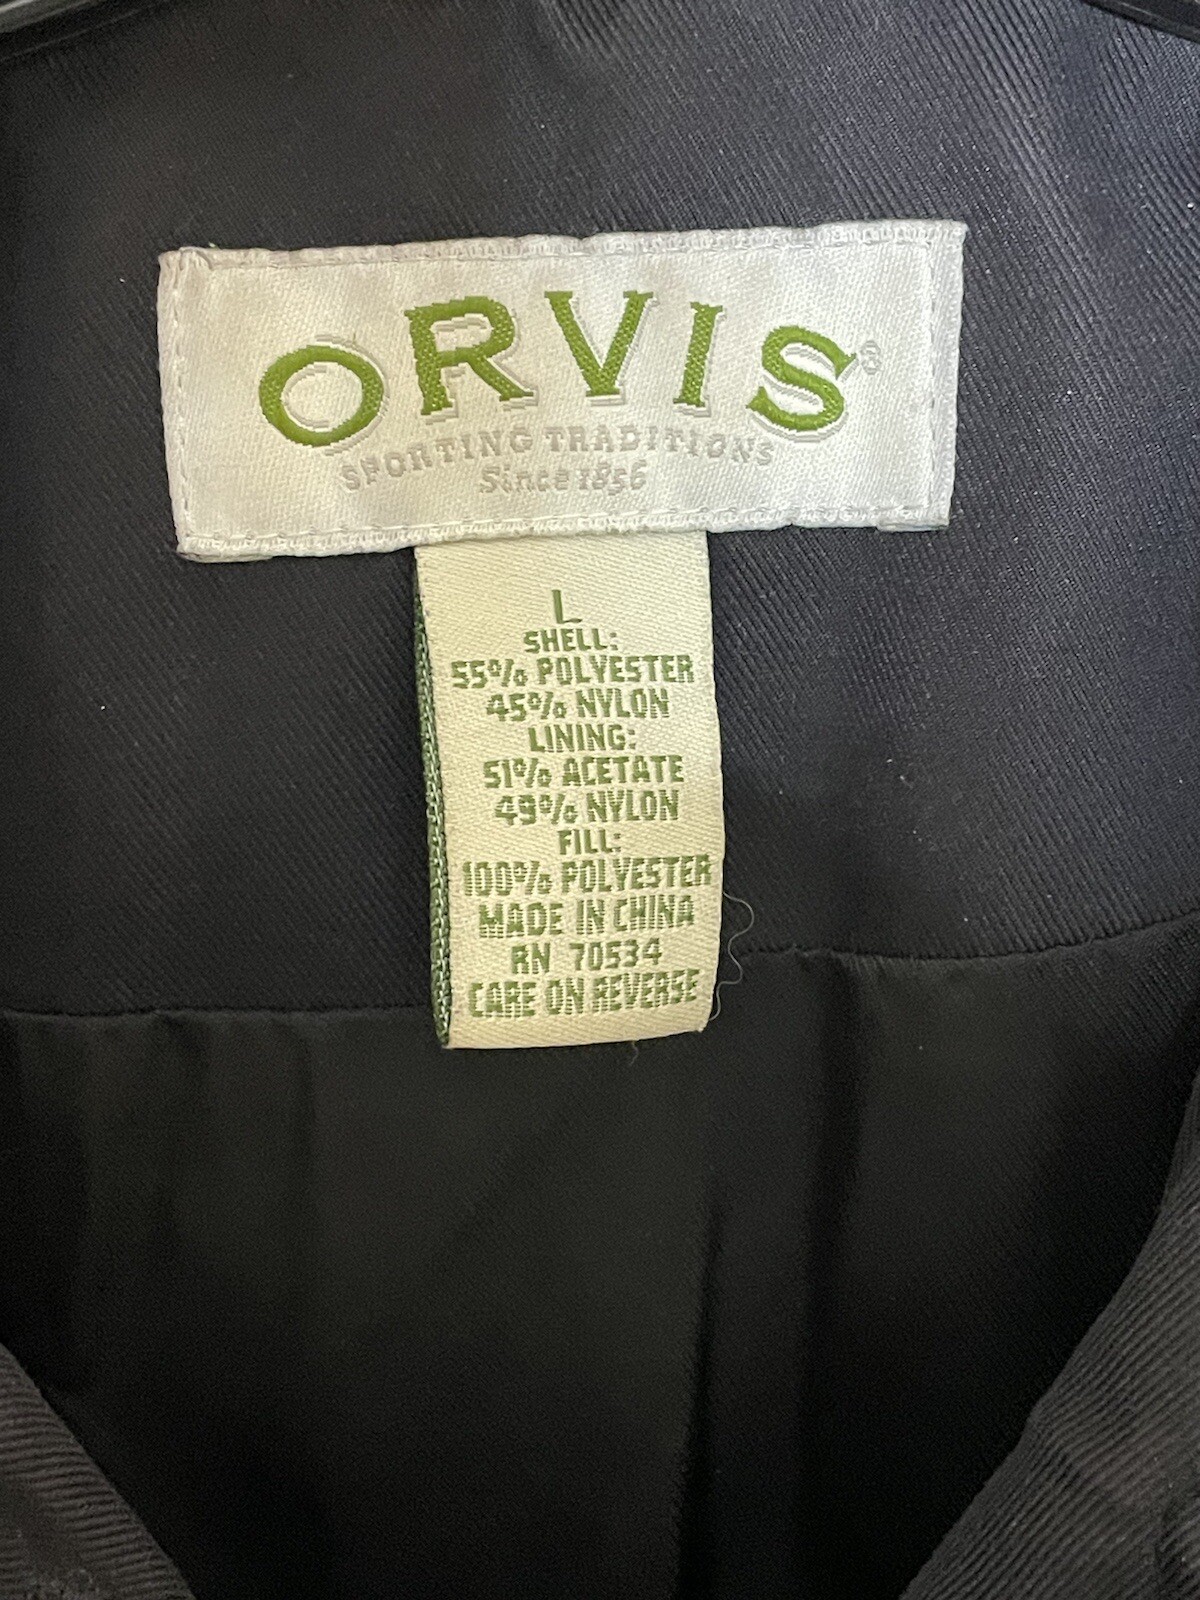 ORVIS®
SPORTING TRADITIONS
Since 1856
L
SHELL:
55% POLYESTER
45% NYLON
LINING:
51% ACETATE
49% NYLON
FILL:
100% POLYESTER
MADE IN CHINA
RN 70534
CARE ON REVERSE